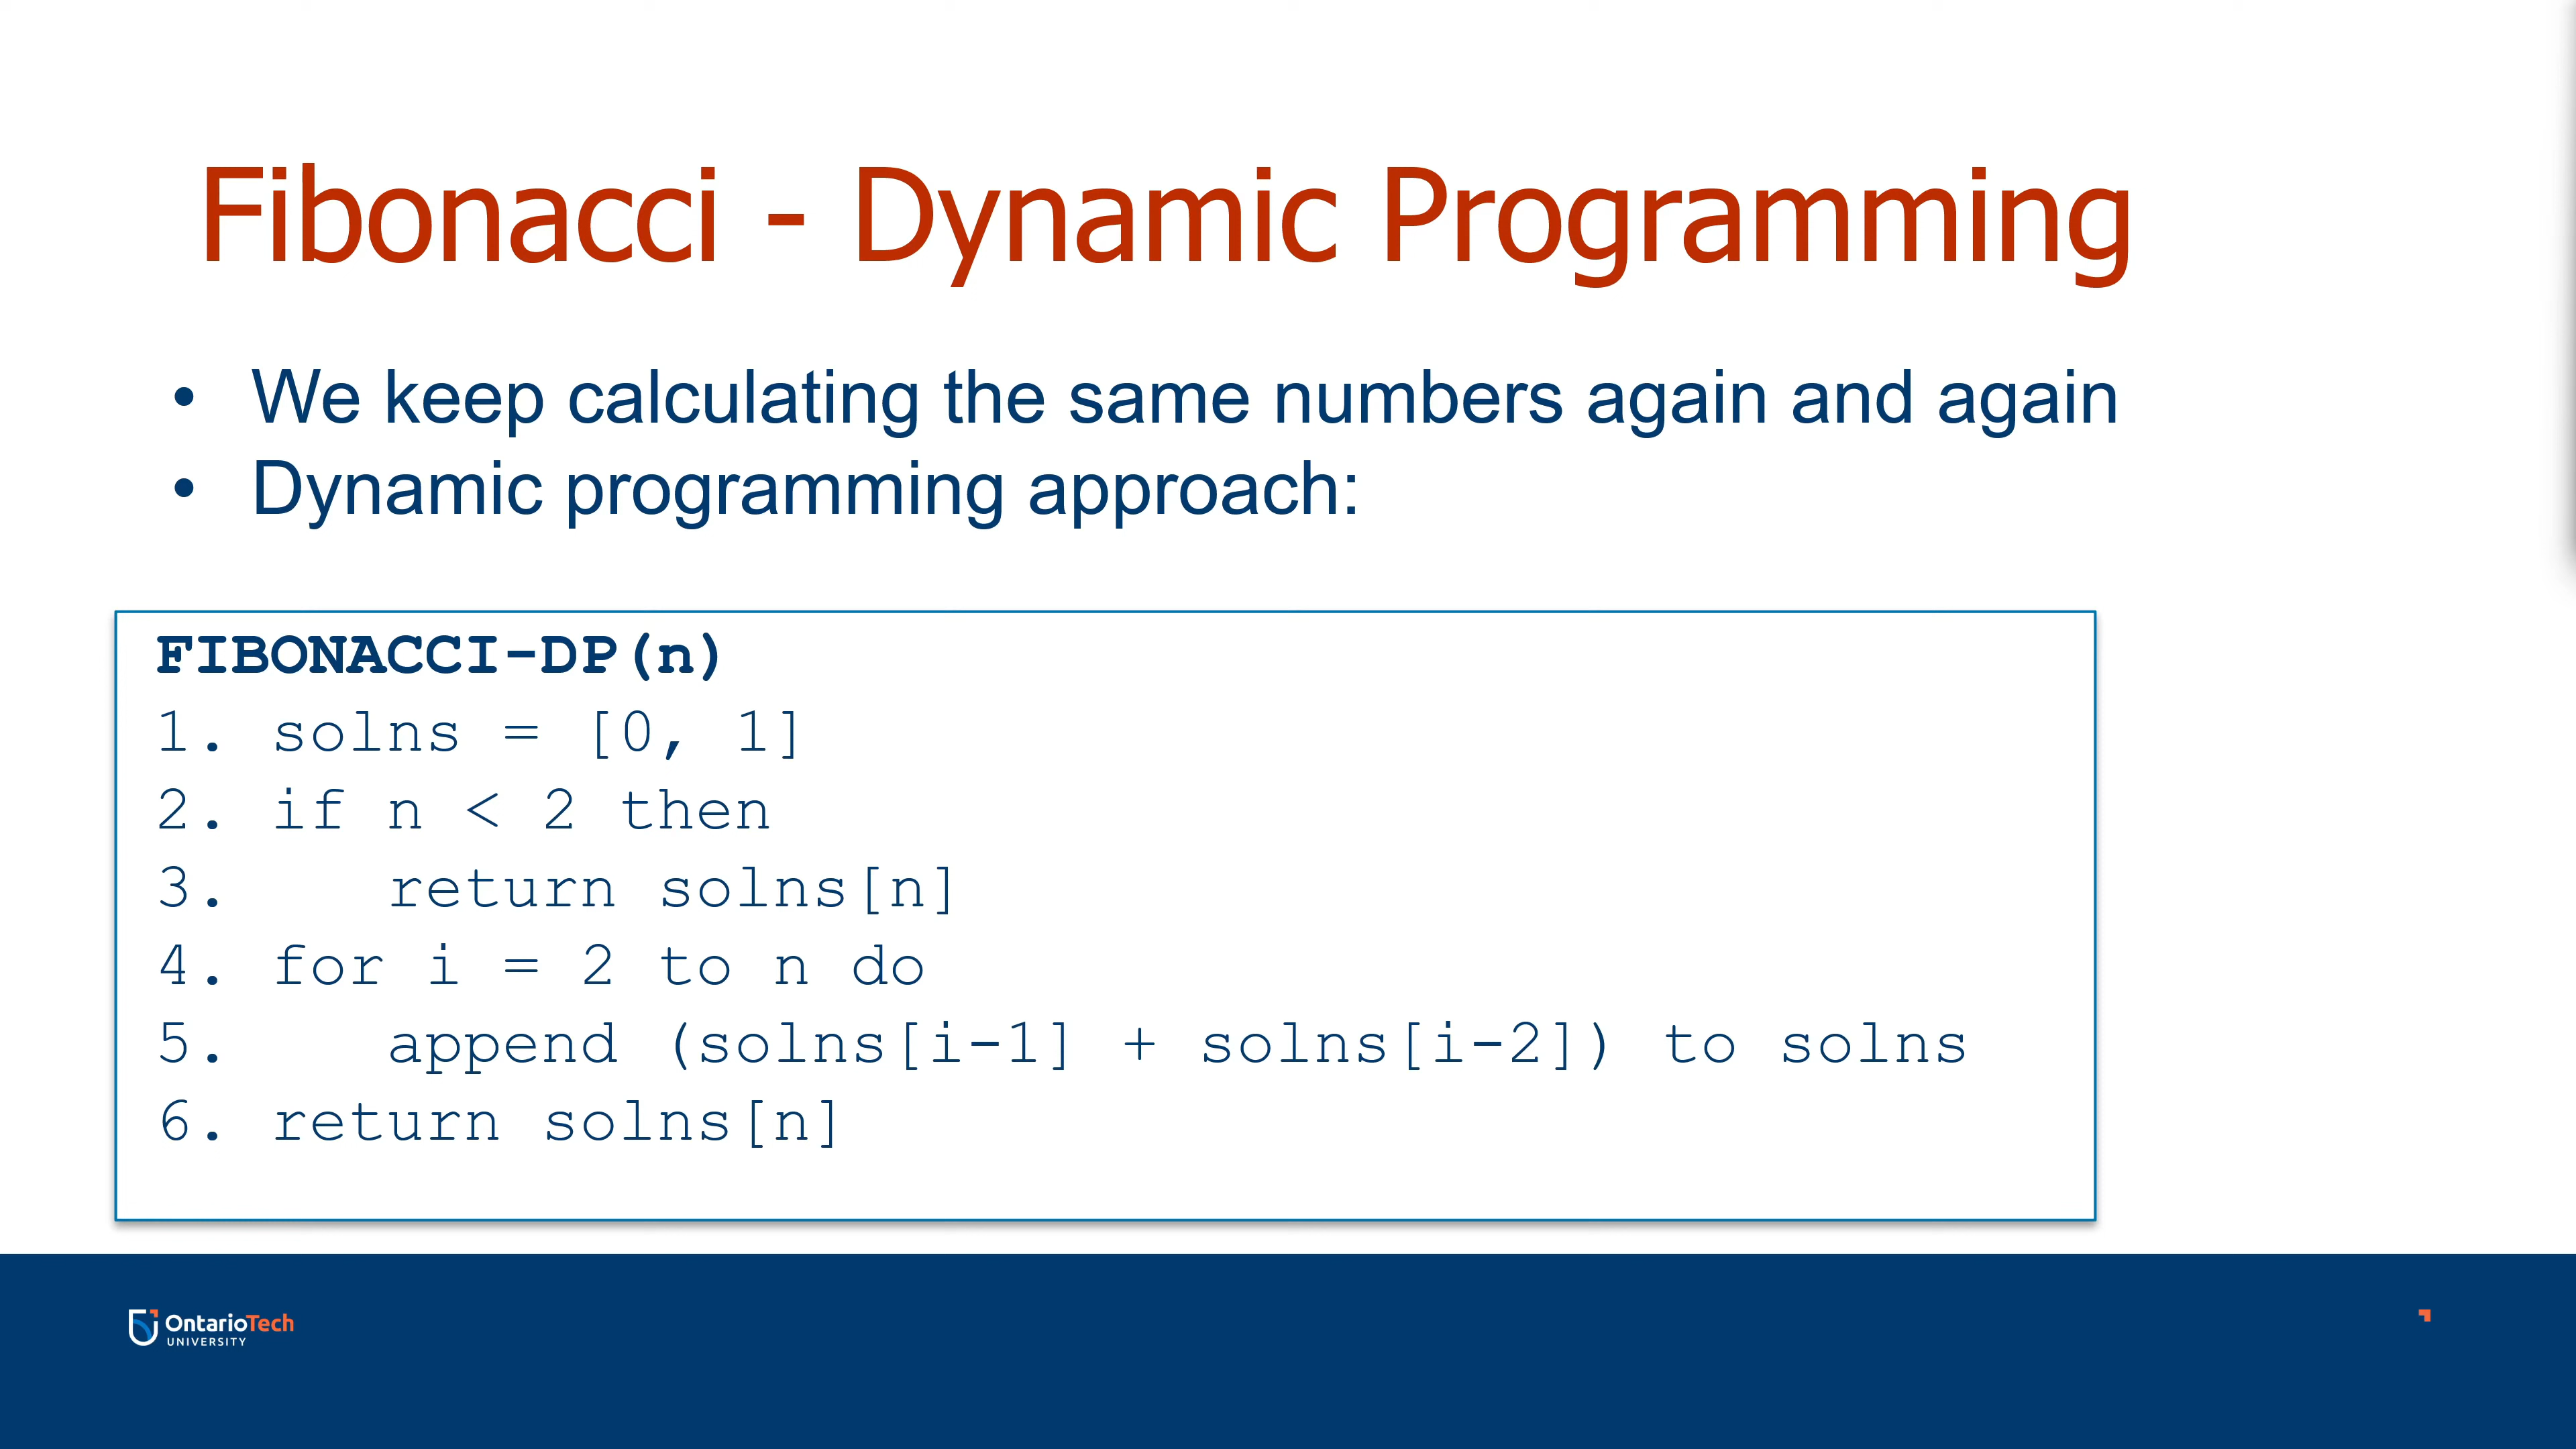 Fibonacci - Dynamic Programming
• We keep calculating the same numbers again and again
• Dynamic programming approach:
FIBONACCI-DP(n)
1. solns = [0, 1]
2. if n < 2 then
3.    return solns[n]
4. for i = 2 to n do
5.    append (solns[i-1] + solns[i-2]) to solns
6. return solns[n]
OntarioTech
UNIVERSITY